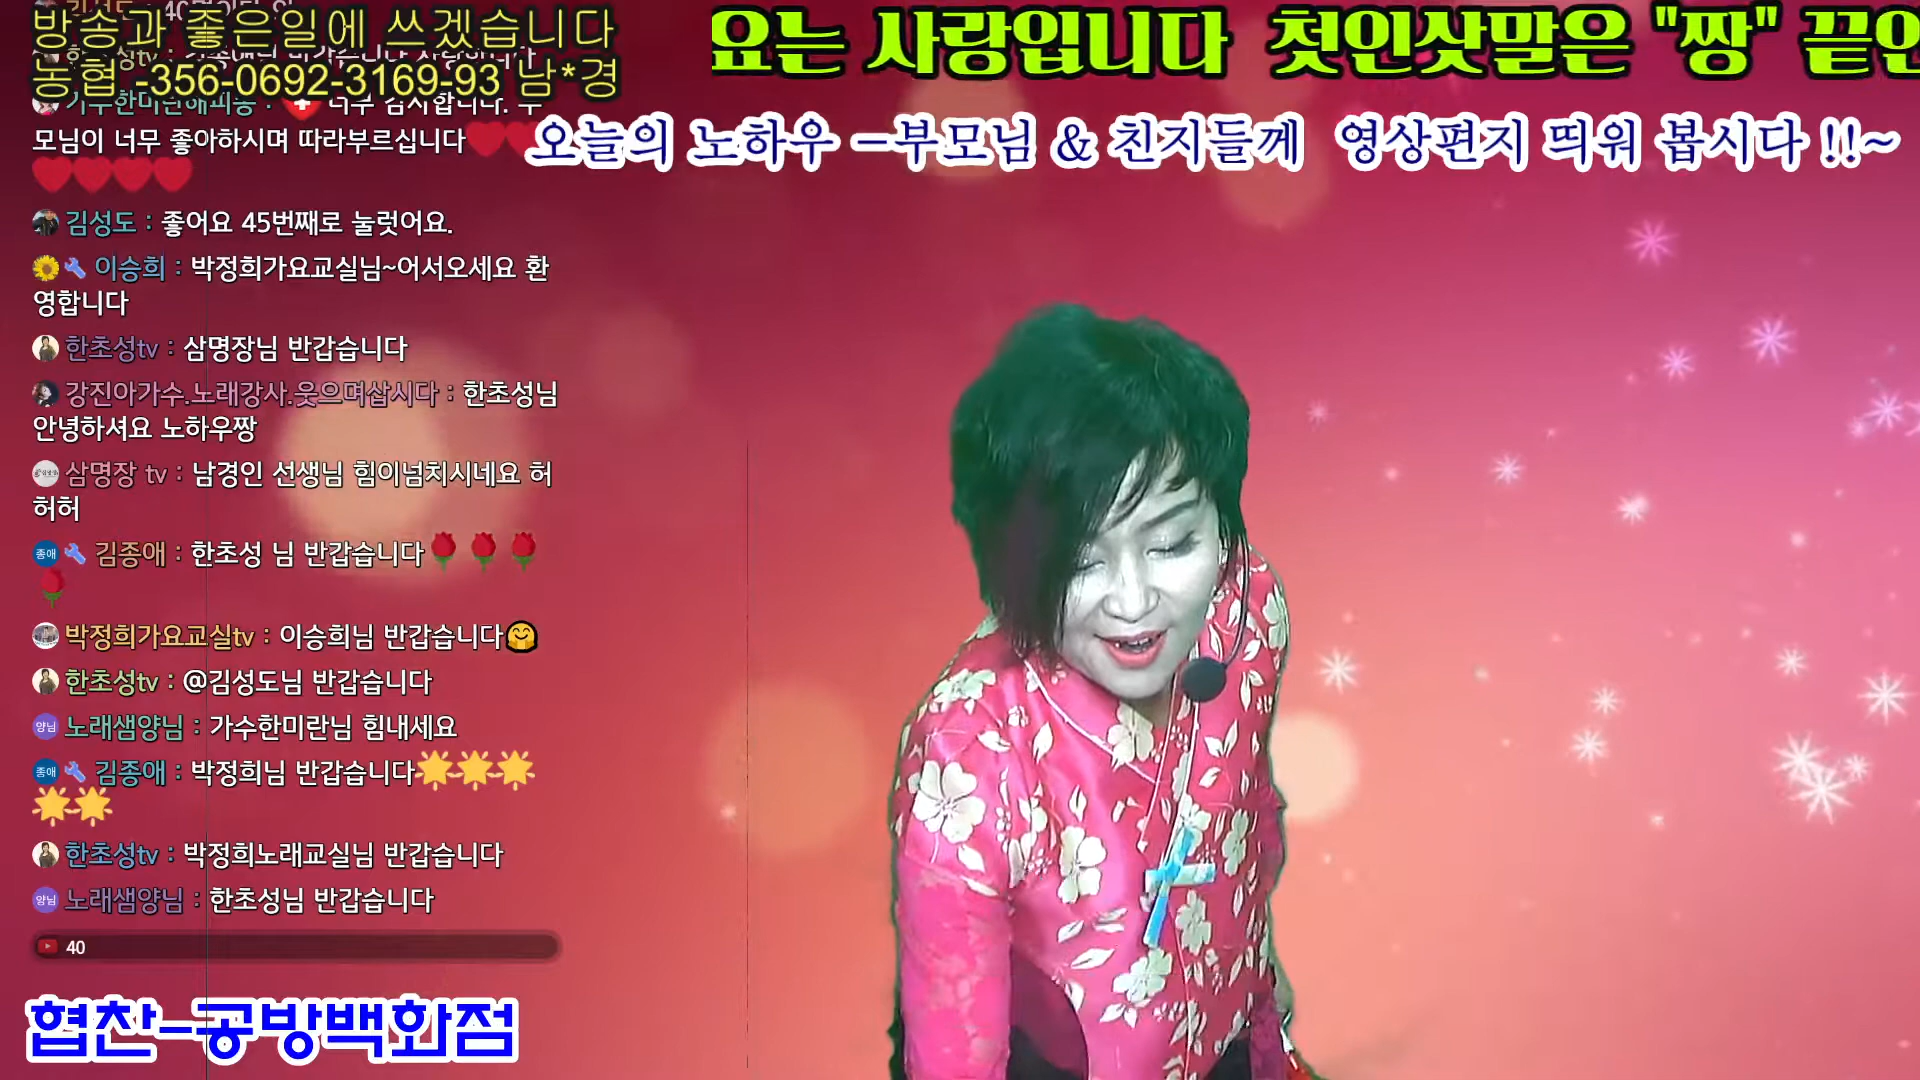 방송과 좋은일에 쓰겠습니다
농협 -356-0692-3169-93 남*경
요는 사랑입니다 첫인삿말은 "짱" 끝인
오늘의 노하우 -부모님 & 친지들께 영상편지 띄워 봅시다 !!~
모님이 너무 좋아하시며 따라부르십니다
김성도 : 좋어요 45번째로 눌럿어요.
이승희 : 박정희가요교실님~어서오세요 환
영합니다
한초성tv : 삼명장님 반갑습니다
강진아가수.노래강사.웃으며삽시다 : 한초성님
안녕하셔요 노하우짱
삼명장 tv : 남경인 선생님 힘이넘치시네요 허
허허
종애 김종애 : 한초성 님 반갑습니다
박정희가요교실tv : 이승희님 반갑습니다
한초성tv : @김성도님 반갑습니다
양님 노래샘양님 : 가수한미란님 힘내세요
종애 김종애 : 박정희님 반갑습니다
한초성tv : 박정희노래교실님 반갑습니다
양님 노래샘양님 : 한초성님 반갑습니다
40
협찬-공방백화점